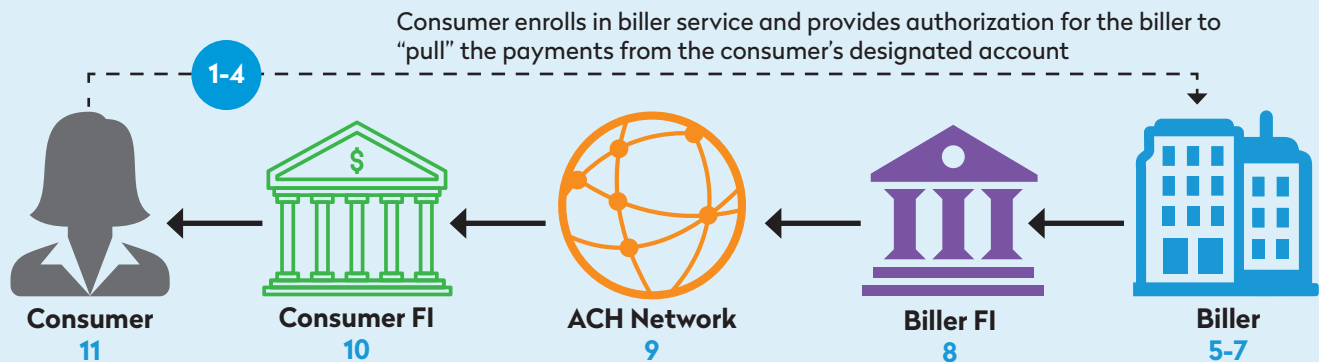 Consumer enrolls in biller service and provides authorization for the biller to
“pull” the payments from the consumer’s designated account
1-4
$
Consumer
11
Consumer FI
10
ACH Network
9
Biller FI
8
Biller
5-7